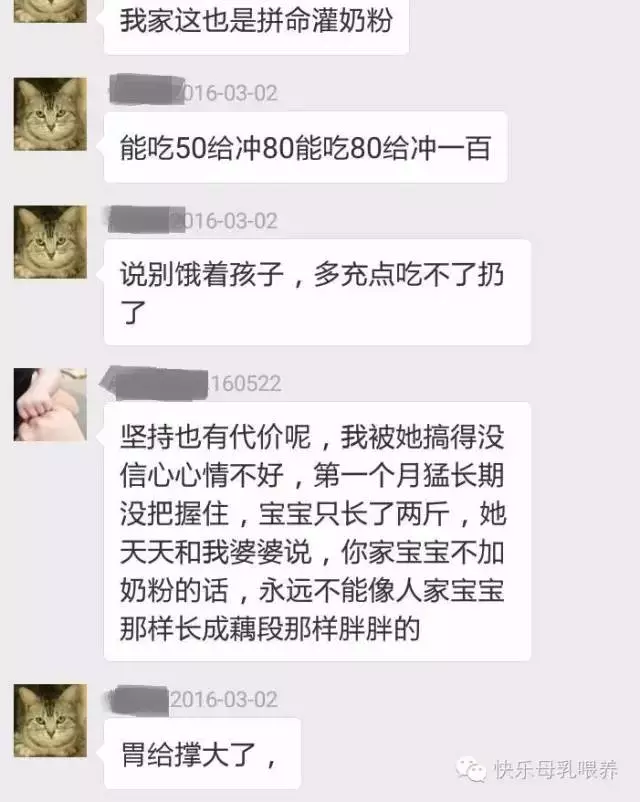 我家这也是拼命灌奶粉
2016-03-02
能吃50给冲80能吃80给冲一百
2016-03-02
说别饿着孩子，多充点吃不了扔
了
160522
坚持也有代价呢，我被她搞得没
信心心情不好，第一个月猛长期
没把握住，宝宝只长了两斤，她
天天和我婆婆说，你家宝宝不加
奶粉的话，永远不能像人家宝宝
那样长成藕段那样胖胖的
2016-03-02
胃给撑大了，
快乐母乳喂养